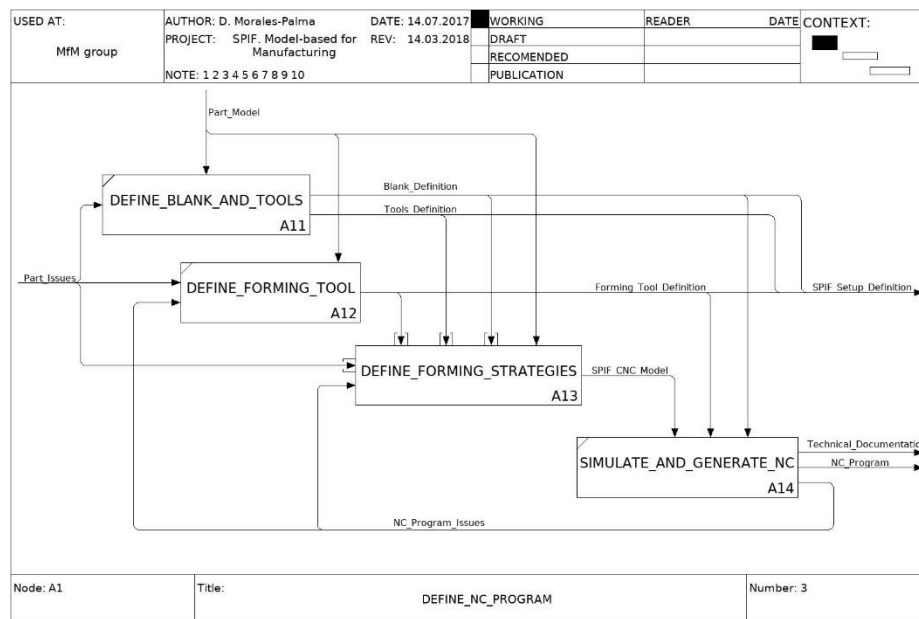 USED AT:
MfM group
AUTHOR: D. Morales-Palma
DATE: 14.07.2017
PROJECT: SPIF. Model-based for
Manufacturing
REV: 14.03.2018
NOTE: 1 2 3 4 5 6 7 8 9 10
WORKING
DRAFT
RECOMENDED
PUBLICATION
READER
DATE
CONTEXT:
Part_Model
DEFINE_BLANK_AND_TOOLS
A11
Blank_Definition
Tools_Definition
Part_Issues
DEFINE_FORMING_TOOL
A12
Forming_Tool_Definition
SPIF_Setup_Definition
DEFINE_FORMING_STRATEGIES
A13
SPIF_CNC_Model
SIMULATE_AND_GENERATE_NC
A14
Technical_Documentatio
NC_Program
NC_Program_Issues
Node: A1
Title:
DEFINE_NC_PROGRAM
Number: 3